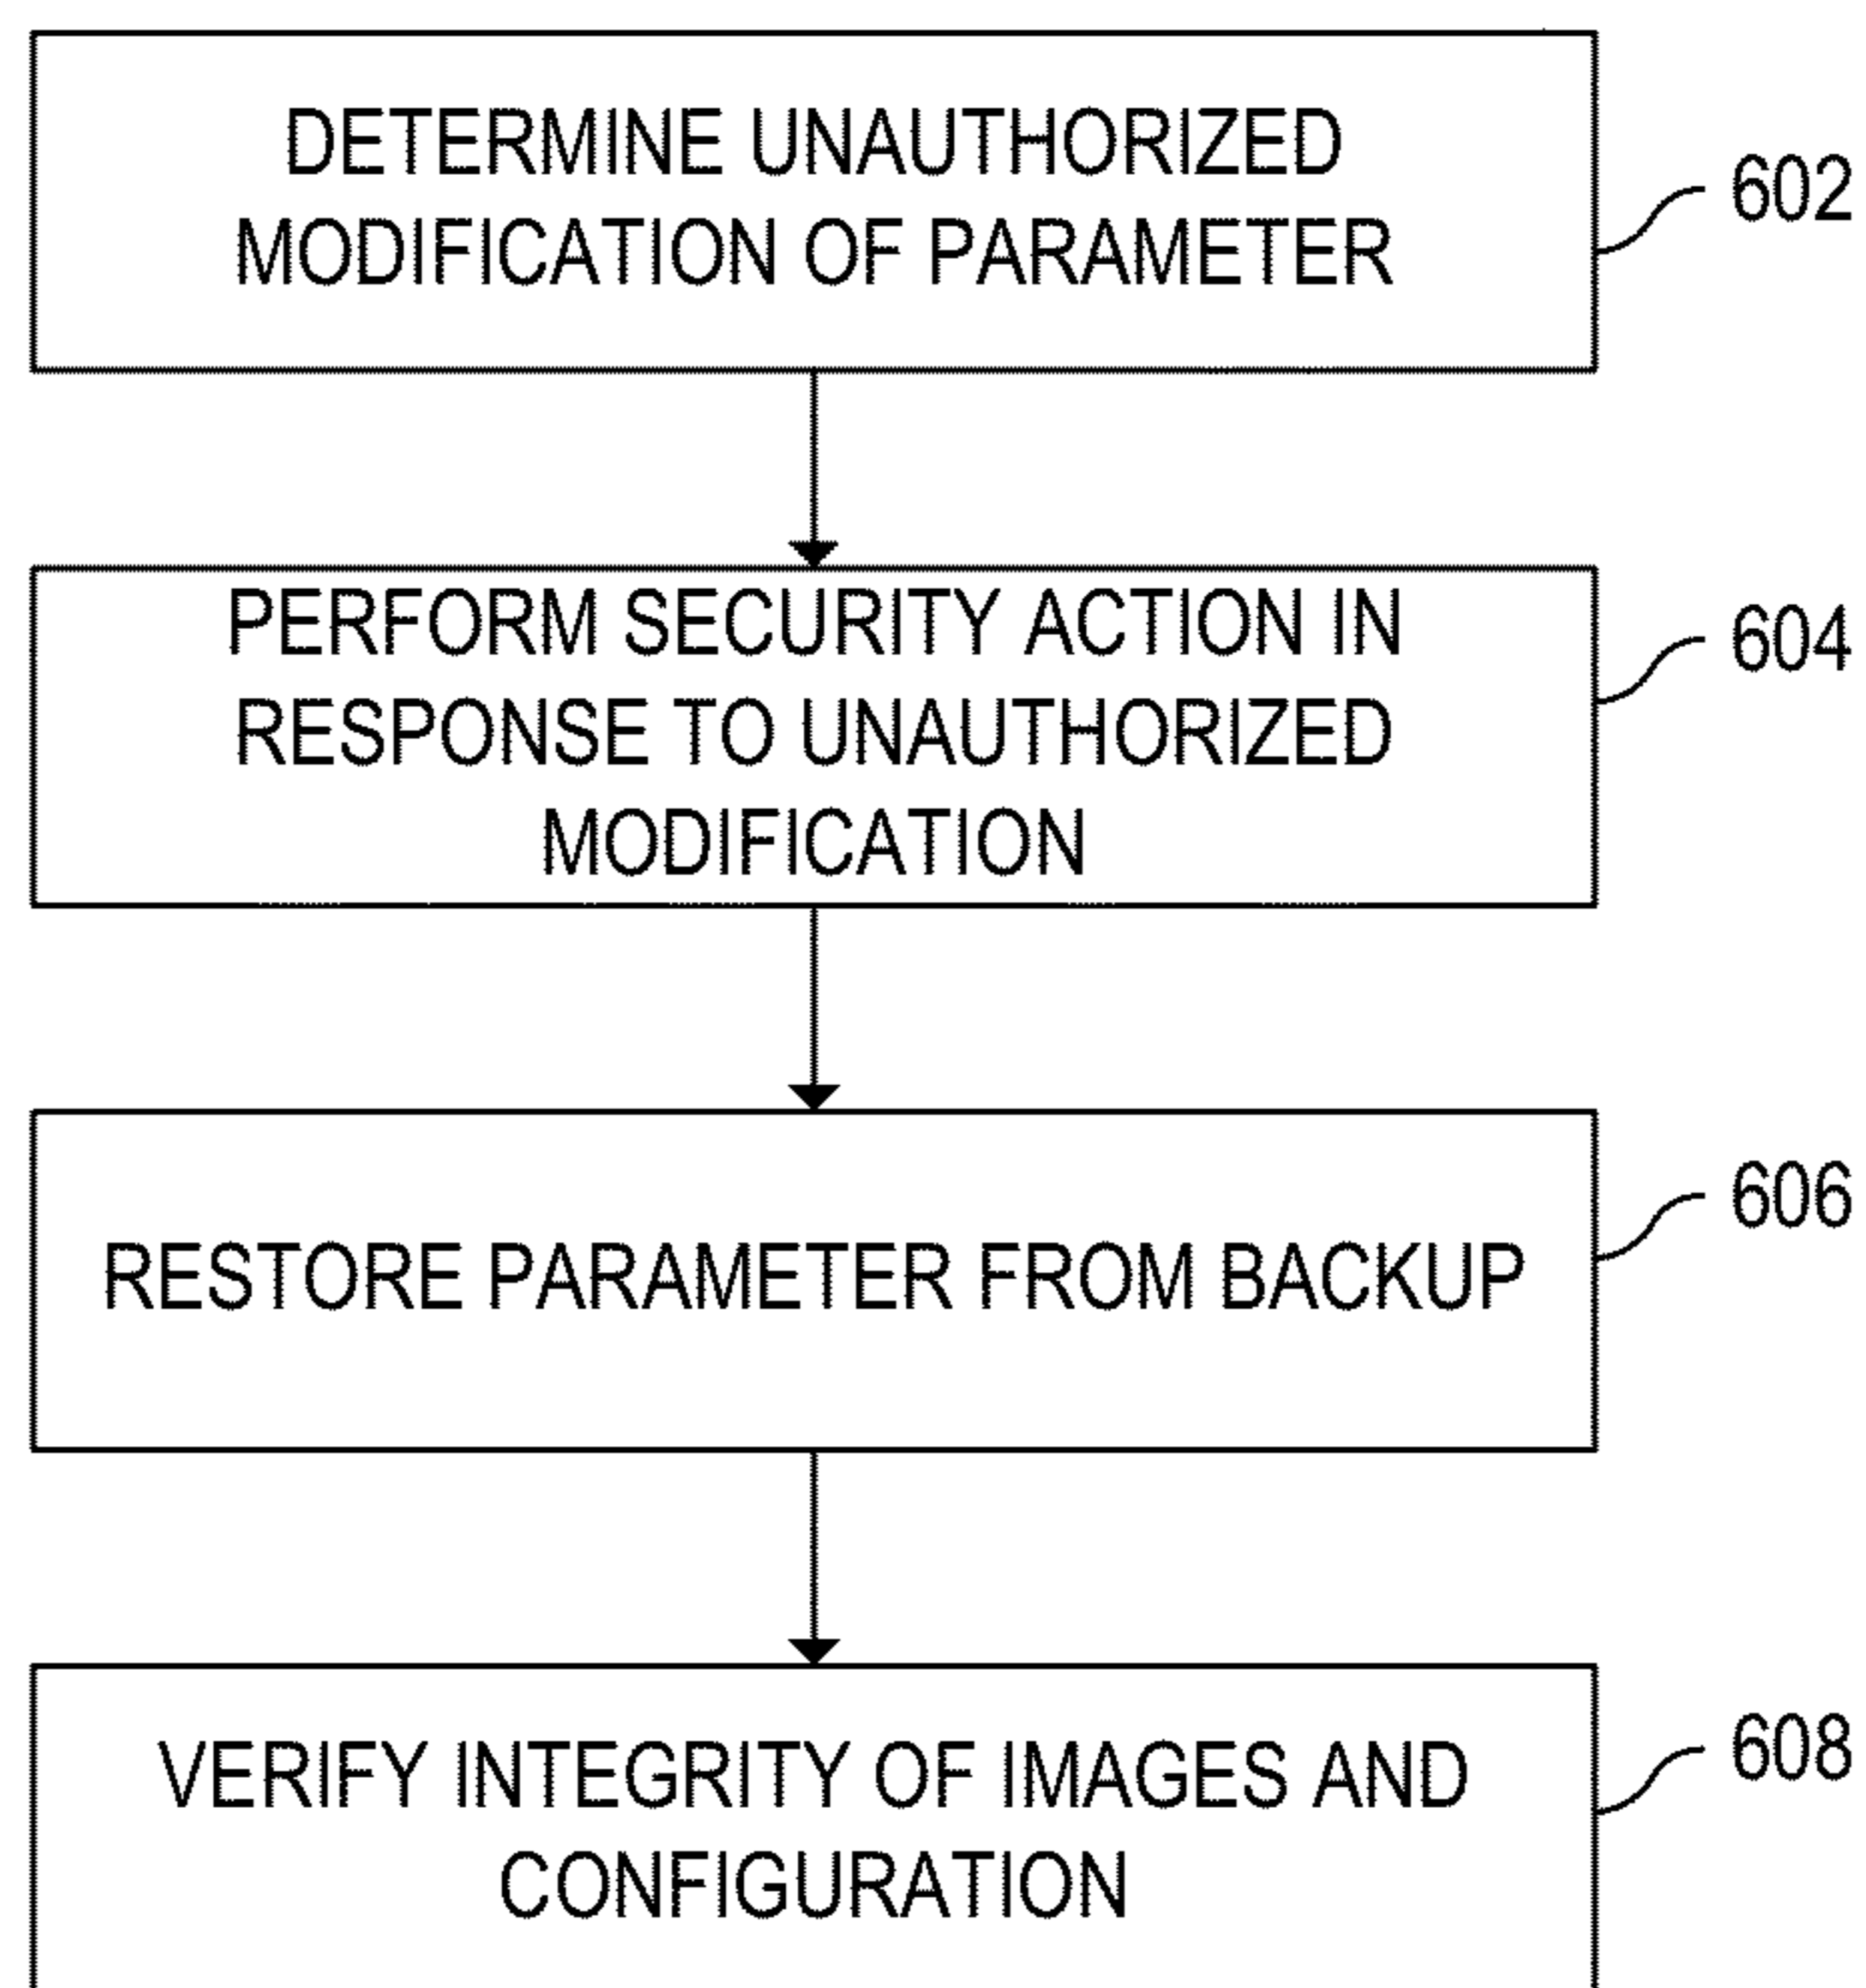 DETERMINE UNAUTHORIZED
MODIFICATION OF PARAMETER
602
PERFORM SECURITY ACTION IN
RESPONSE TO UNAUTHORIZED
MODIFICATION
604
RESTORE PARAMETER FROM BACKUP
606
VERIFY INTEGRITY OF IMAGES AND
CONFIGURATION
608